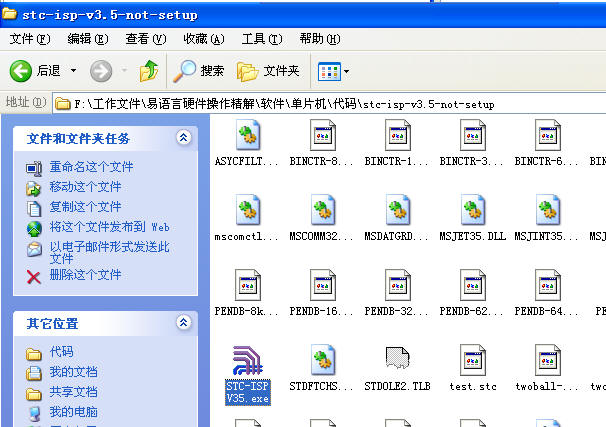 stc-isp-v3.5-not-setup
文件(F) 编辑(E) 查看(V) 收藏(A) 工具(T) 帮助(H)
后退 搜索 文件夹
地址(D) F:\工作文件\易语言硬件操作精解\软件\单片机\代码\stc-isp-v3.5-not-setup
文件和文件夹任务
重命名这个文件
移动这个文件
复制这个文件
将这个文件发布到 Web
以电子邮件形式发送此
文件
删除这个文件
其它位置
代码
我的文档
共享文档
我的电脑
ASYCFILT... BINCTR-8... BINCTR-1... BINCTR-3... BINCTR-6... BIN
mscomctl... MSCOMM32... MSDATGRD... MSJET35.DLL MSJINT35... MSJ
PENDB-8k... PENDB-16... PENDB-32... PENDB-62... PENDB-64... PE
STC-ISP
V35.exe
STDFTCHS... STDOLE2.TLB test.stc twoball-... two